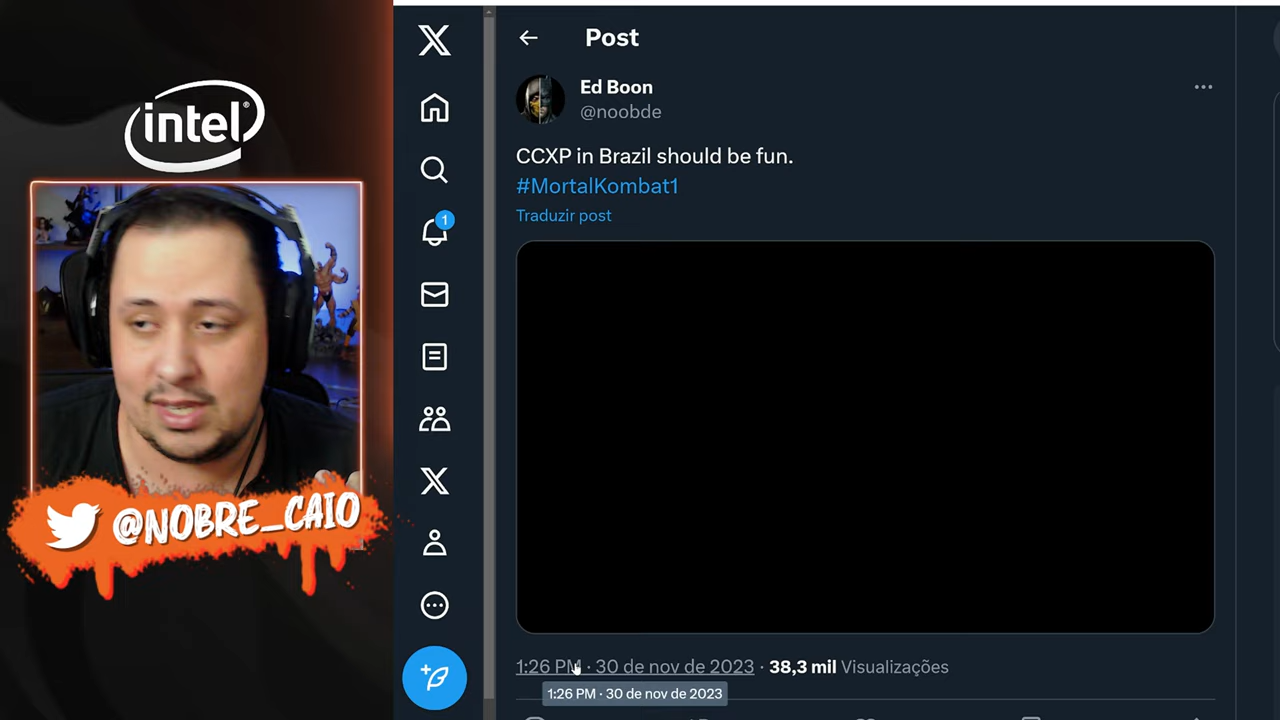 intel
@NOBRE_CAIO
1
Post
Ed Boon
@noobde
CCXP in Brazil should be fun.
#MortalKombat1
Traduzir post
1:26 PM · 30 de nov de 2023 · 38,3 mil Visualizações
1:26 PM · 30 de nov de 2023